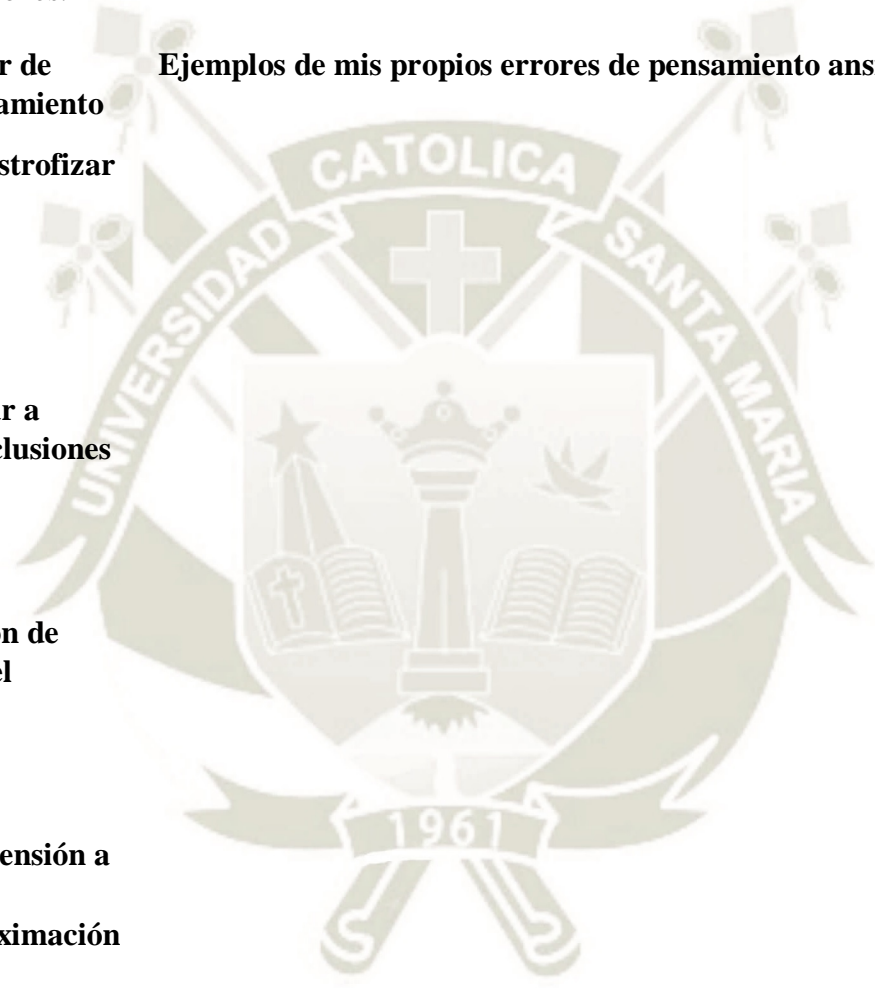 r de Ejemplos de mis propios errores de pensamiento ans
amiento
strofizar
r a
clusiones
ón de
el
ensión a
ximación
UNIVERSIDAD CATOLICA SANTA MARIA
1961